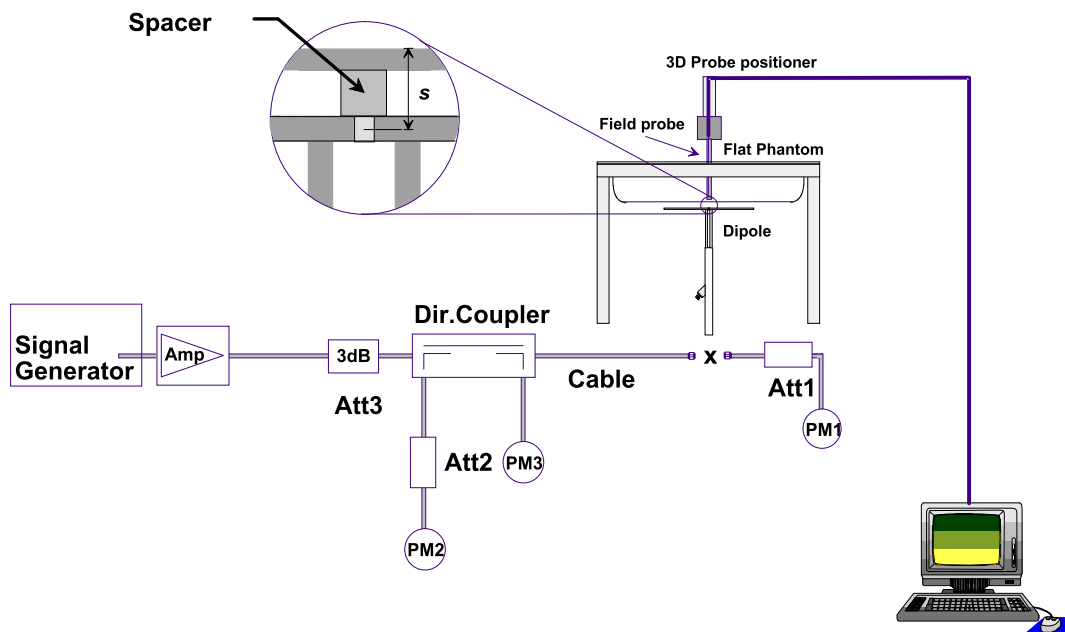 Spacer
s
3D Probe positioner
Field probe
Flat Phantom
Dipole
Signal
Generator
Amp
3dB
Att3
Dir.Coupler
Cable
x
Att1
PM1
Att2
PM3
PM2